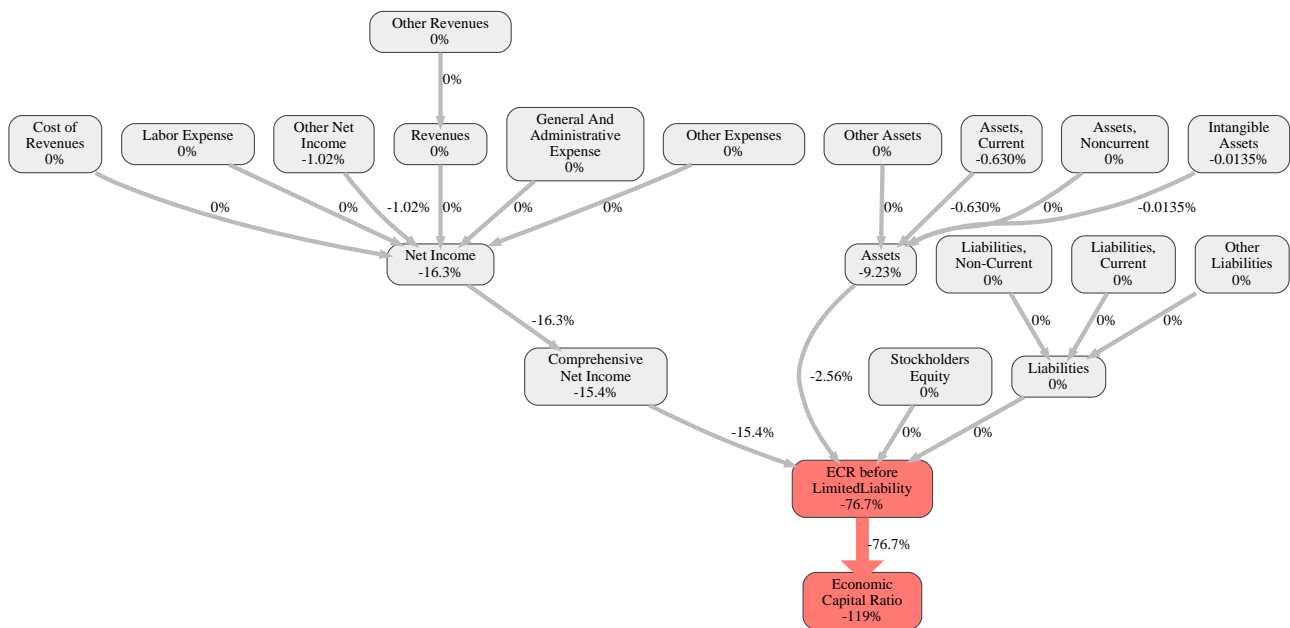 Other Revenues
0%
0%
Cost of
Revenues
0%
Labor Expense
0%
Other Net
Income
-1.02%
Revenues
0%
General And
Administrative
Expense
0%
Other Expenses
0%
Other Assets
0%
Assets,
Current
-0.630%
Assets,
Noncurrent
0%
Intangible
Assets
-0.0135%
0%
0%
-1.02%
0%
0%
0%
0%
-0.630%
0%
-0.0135%
Net Income
-16.3%
Assets
-9.23%
Liabilities,
Non-Current
0%
Liabilities,
Current
0%
Other
Liabilities
0%
-16.3%
0%
0%
0%
Comprehensive
Net Income
-15.4%
-2.56%
Stockholders
Equity
0%
Liabilities
0%
-15.4%
0%
0%
ECR before
LimitedLiability
-76.7%
-76.7%
Economic
Capital Ratio
-119%